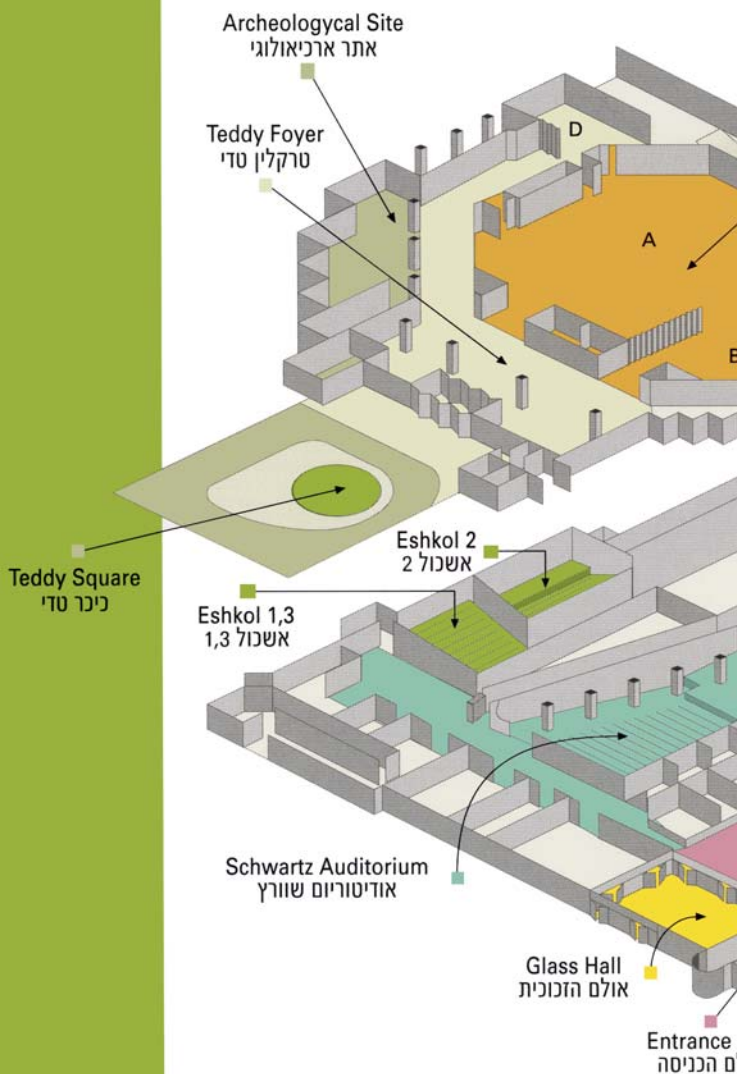 Archeologycal Site
אתר ארכיאולוגי
Teddy Foyer
טרקלין טדי
D
A
B
Teddy Square
כיכר טדי
Eshkol 2
אשכול 2
Eshkol 1,3
אשכול 1,3
Schwartz Auditorium
אודיטוריום שוורץ
Glass Hall
אולם הזכוכית
Entrance
הכניסה